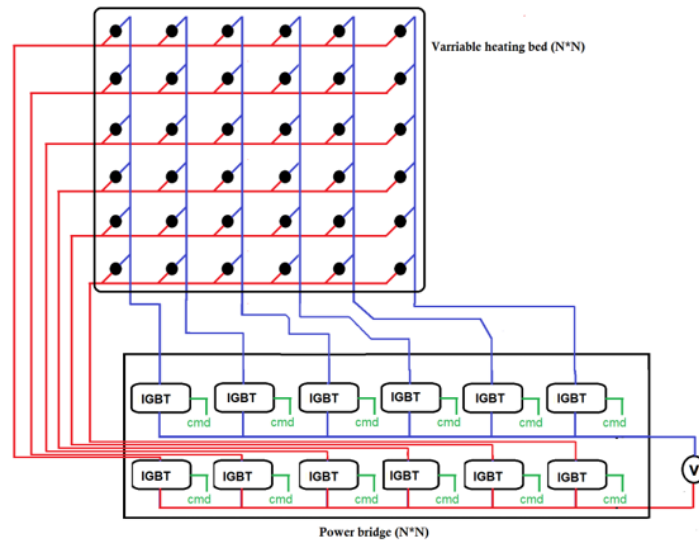 Varriable heating bed (N*N)
IGBT IGBT IGBT IGBT IGBT IGBT
cmd cmd cmd cmd cmd cmd
V
IGBT IGBT IGBT IGBT IGBT IGBT
cmd cmd cmd cmd cmd cmd
Power bridge (N*N)